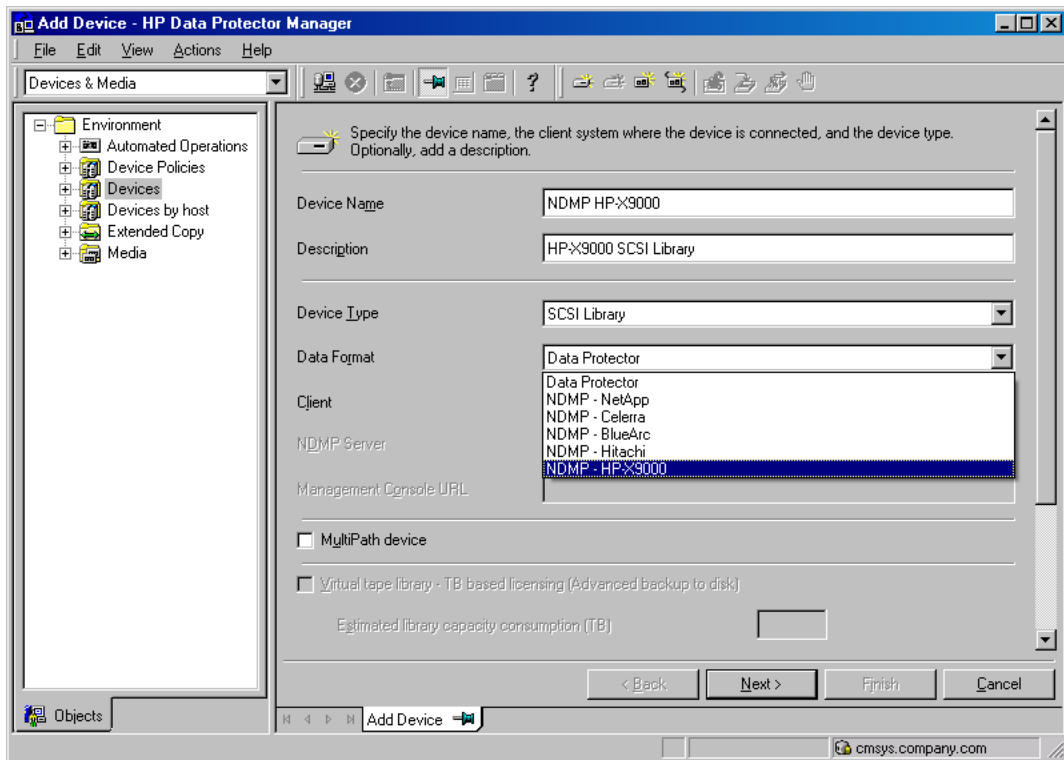 Add Device - HP Data Protector Manager
File Edit View Actions Help
Devices & Media
?
Environment
Automated Operations
Device Policies
Devices
Devices by host
Extended Copy
Media
Objects
Specify the device name, the client system where the device is connected, and the device type.
Optionally, add a description.
Device Name NDMP HP-X9000
Description HP-X9000 SCSI Library
Device Type SCSI Library
Data Format Data Protector
Data Protector
NDMP - NetApp
Client NDMP - Celerra
NDMP - BlueArc
NDMP Server NDMP - Hitachi
NDMP - HP-X9000
Management Console URL
MultiPath device
Virtual tape library - TB based licensing (Advanced backup to disk)
Estimated library capacity consumption (TB)
< Back Next > Finish Cancel
Add Device
cmsys.company.com